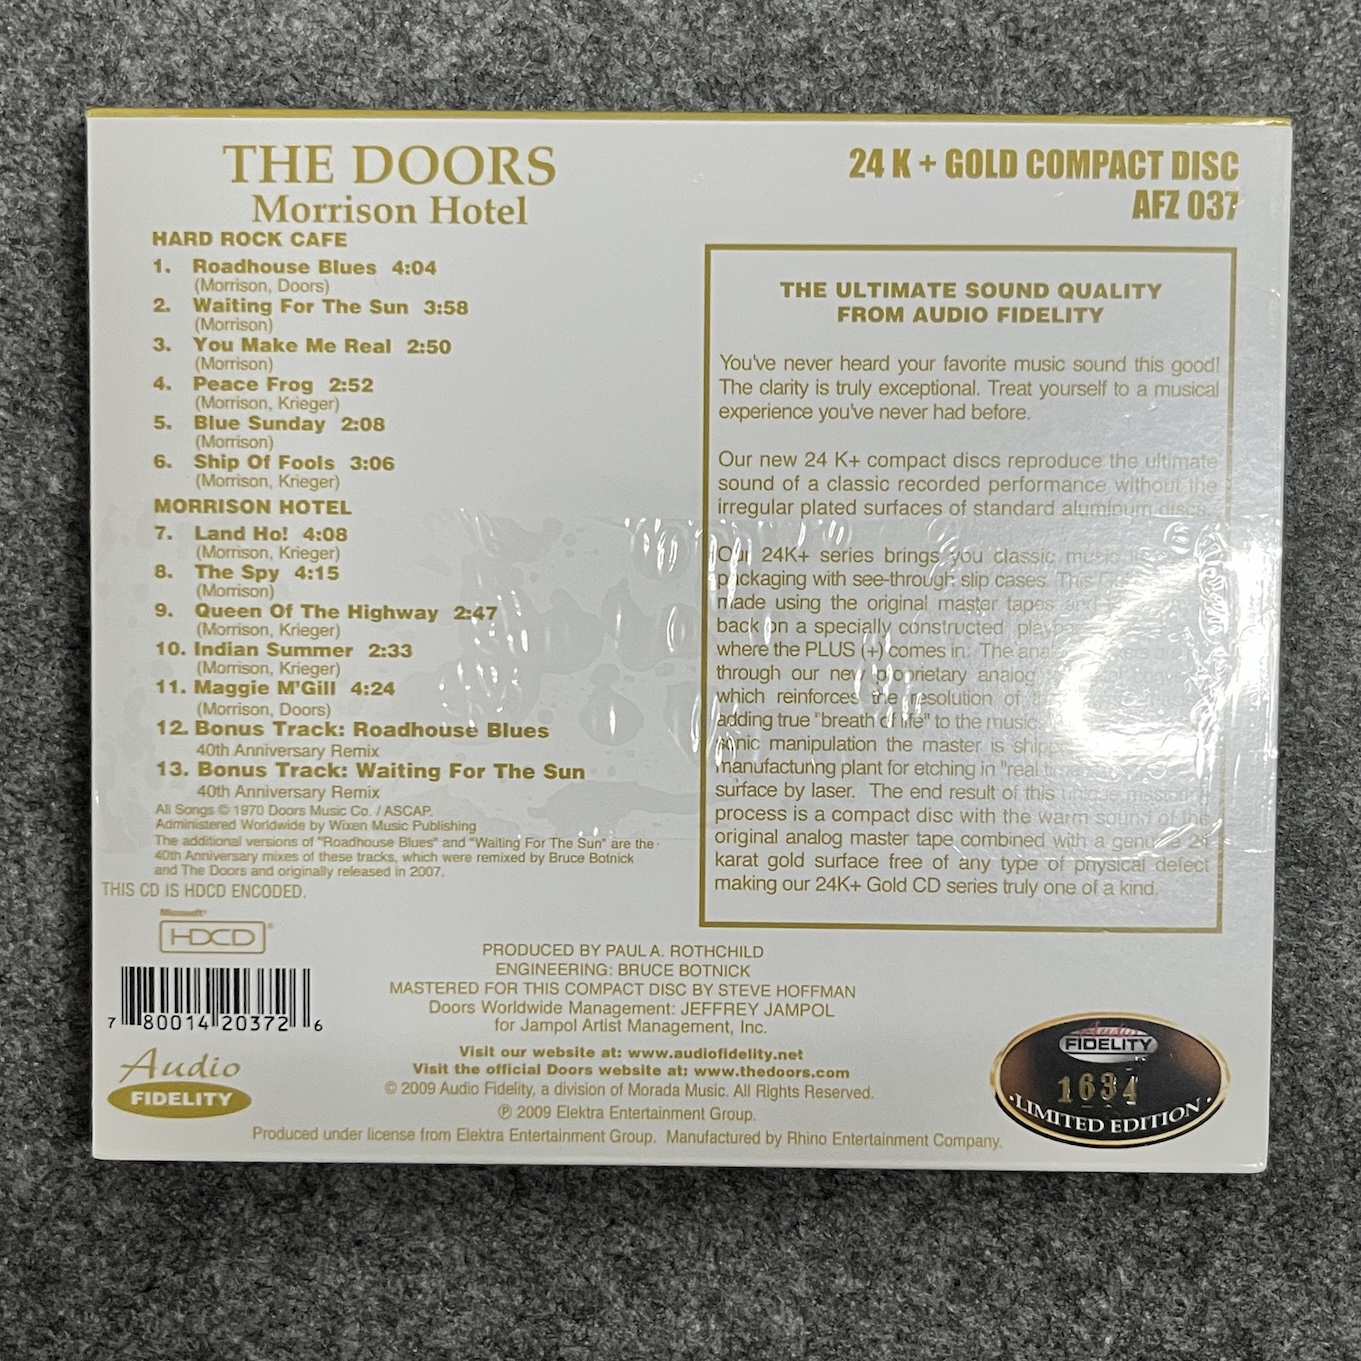 THE DOORS
Morrison Hotel
HARD ROCK CAFE
1. Roadhouse Blues 4:04
(Morrison, Doors)
2. Waiting For The Sun 3:58
(Morrison)
3. You Make Me Real 2:50
(Morrison)
4. Peace Frog 2:52
(Morrison, Krieger)
5. Blue Sunday 2:08
(Morrison)
6. Ship Of Fools 3:06
(Morrison, Krieger)
MORRISON HOTEL
7. Land Ho! 4:08
(Morrison, Krieger)
8. The Spy 4:15
(Morrison)
9. Queen Of The Highway 2:47
(Morrison, Krieger)
10. Indian Summer 2:33
(Morrison, Krieger)
11. Maggie M'Gill 4:24
(Morrison, Doors)
12. Bonus Track: Roadhouse Blues
40th Anniversary Remix
13. Bonus Track: Waiting For The Sun
40th Anniversary Remix
All Songs © 1970 Doors Music Co. / ASCAP.
Administered Worldwide by Wixen Music Publishing
The additional versions of "Roadhouse Blues" and "Waiting For The Sun" are the
40th Anniversary mixes of these tracks, which were remixed by Bruce Botnick
and The Doors and originally released in 2007.
THIS CD IS HDCD ENCODED.
Microsoft®
HDCD®
7 80014 20372 6
Audio
FIDELITY
24 K + GOLD COMPACT DISC
AFZ 037
THE ULTIMATE SOUND QUALITY
FROM AUDIO FIDELITY
You've never heard your favorite music sound this good!
The clarity is truly exceptional. Treat yourself to a musical
experience you've never had before.
Our new 24 K+ compact discs reproduce the ultimate
sound of a classic recorded performance without the
irregular plated surfaces of standard aluminum discs.
Our 24K+ series brings you classic music
packaging with see-through slip cases. This
made using the original master tapes and
back on a specially constructed
where the PLUS (+) comes in. The
through our new proprietary analog
which reinforces the resolution of
adding true "breath of life" to the music.
sonic manipulation the master is
manufacturing plant for etching in "real
surface by laser. The end result of this
process is a compact disc with the warm sound of the
original analog master tape combined with a genuine 24
karat gold surface free of any type of physical defect
making our 24K+ Gold CD series truly one of a kind.
PRODUCED BY PAUL A. ROTHCHILD
ENGINEERING: BRUCE BOTNICK
MASTERED FOR THIS COMPACT DISC BY STEVE HOFFMAN
Doors Worldwide Management: JEFFREY JAMPOL
for Jampol Artist Management, Inc.
Visit our website at: www.audiofidelity.net
Visit the official Doors website at: www.thedoors.com
© 2009 Audio Fidelity, a division of Morada Music. All Rights Reserved.
℗ 2009 Elektra Entertainment Group.
Produced under license from Elektra Entertainment Group. Manufactured by Rhino Entertainment Company.
Audio
FIDELITY
1634
·LIMITED EDITION·